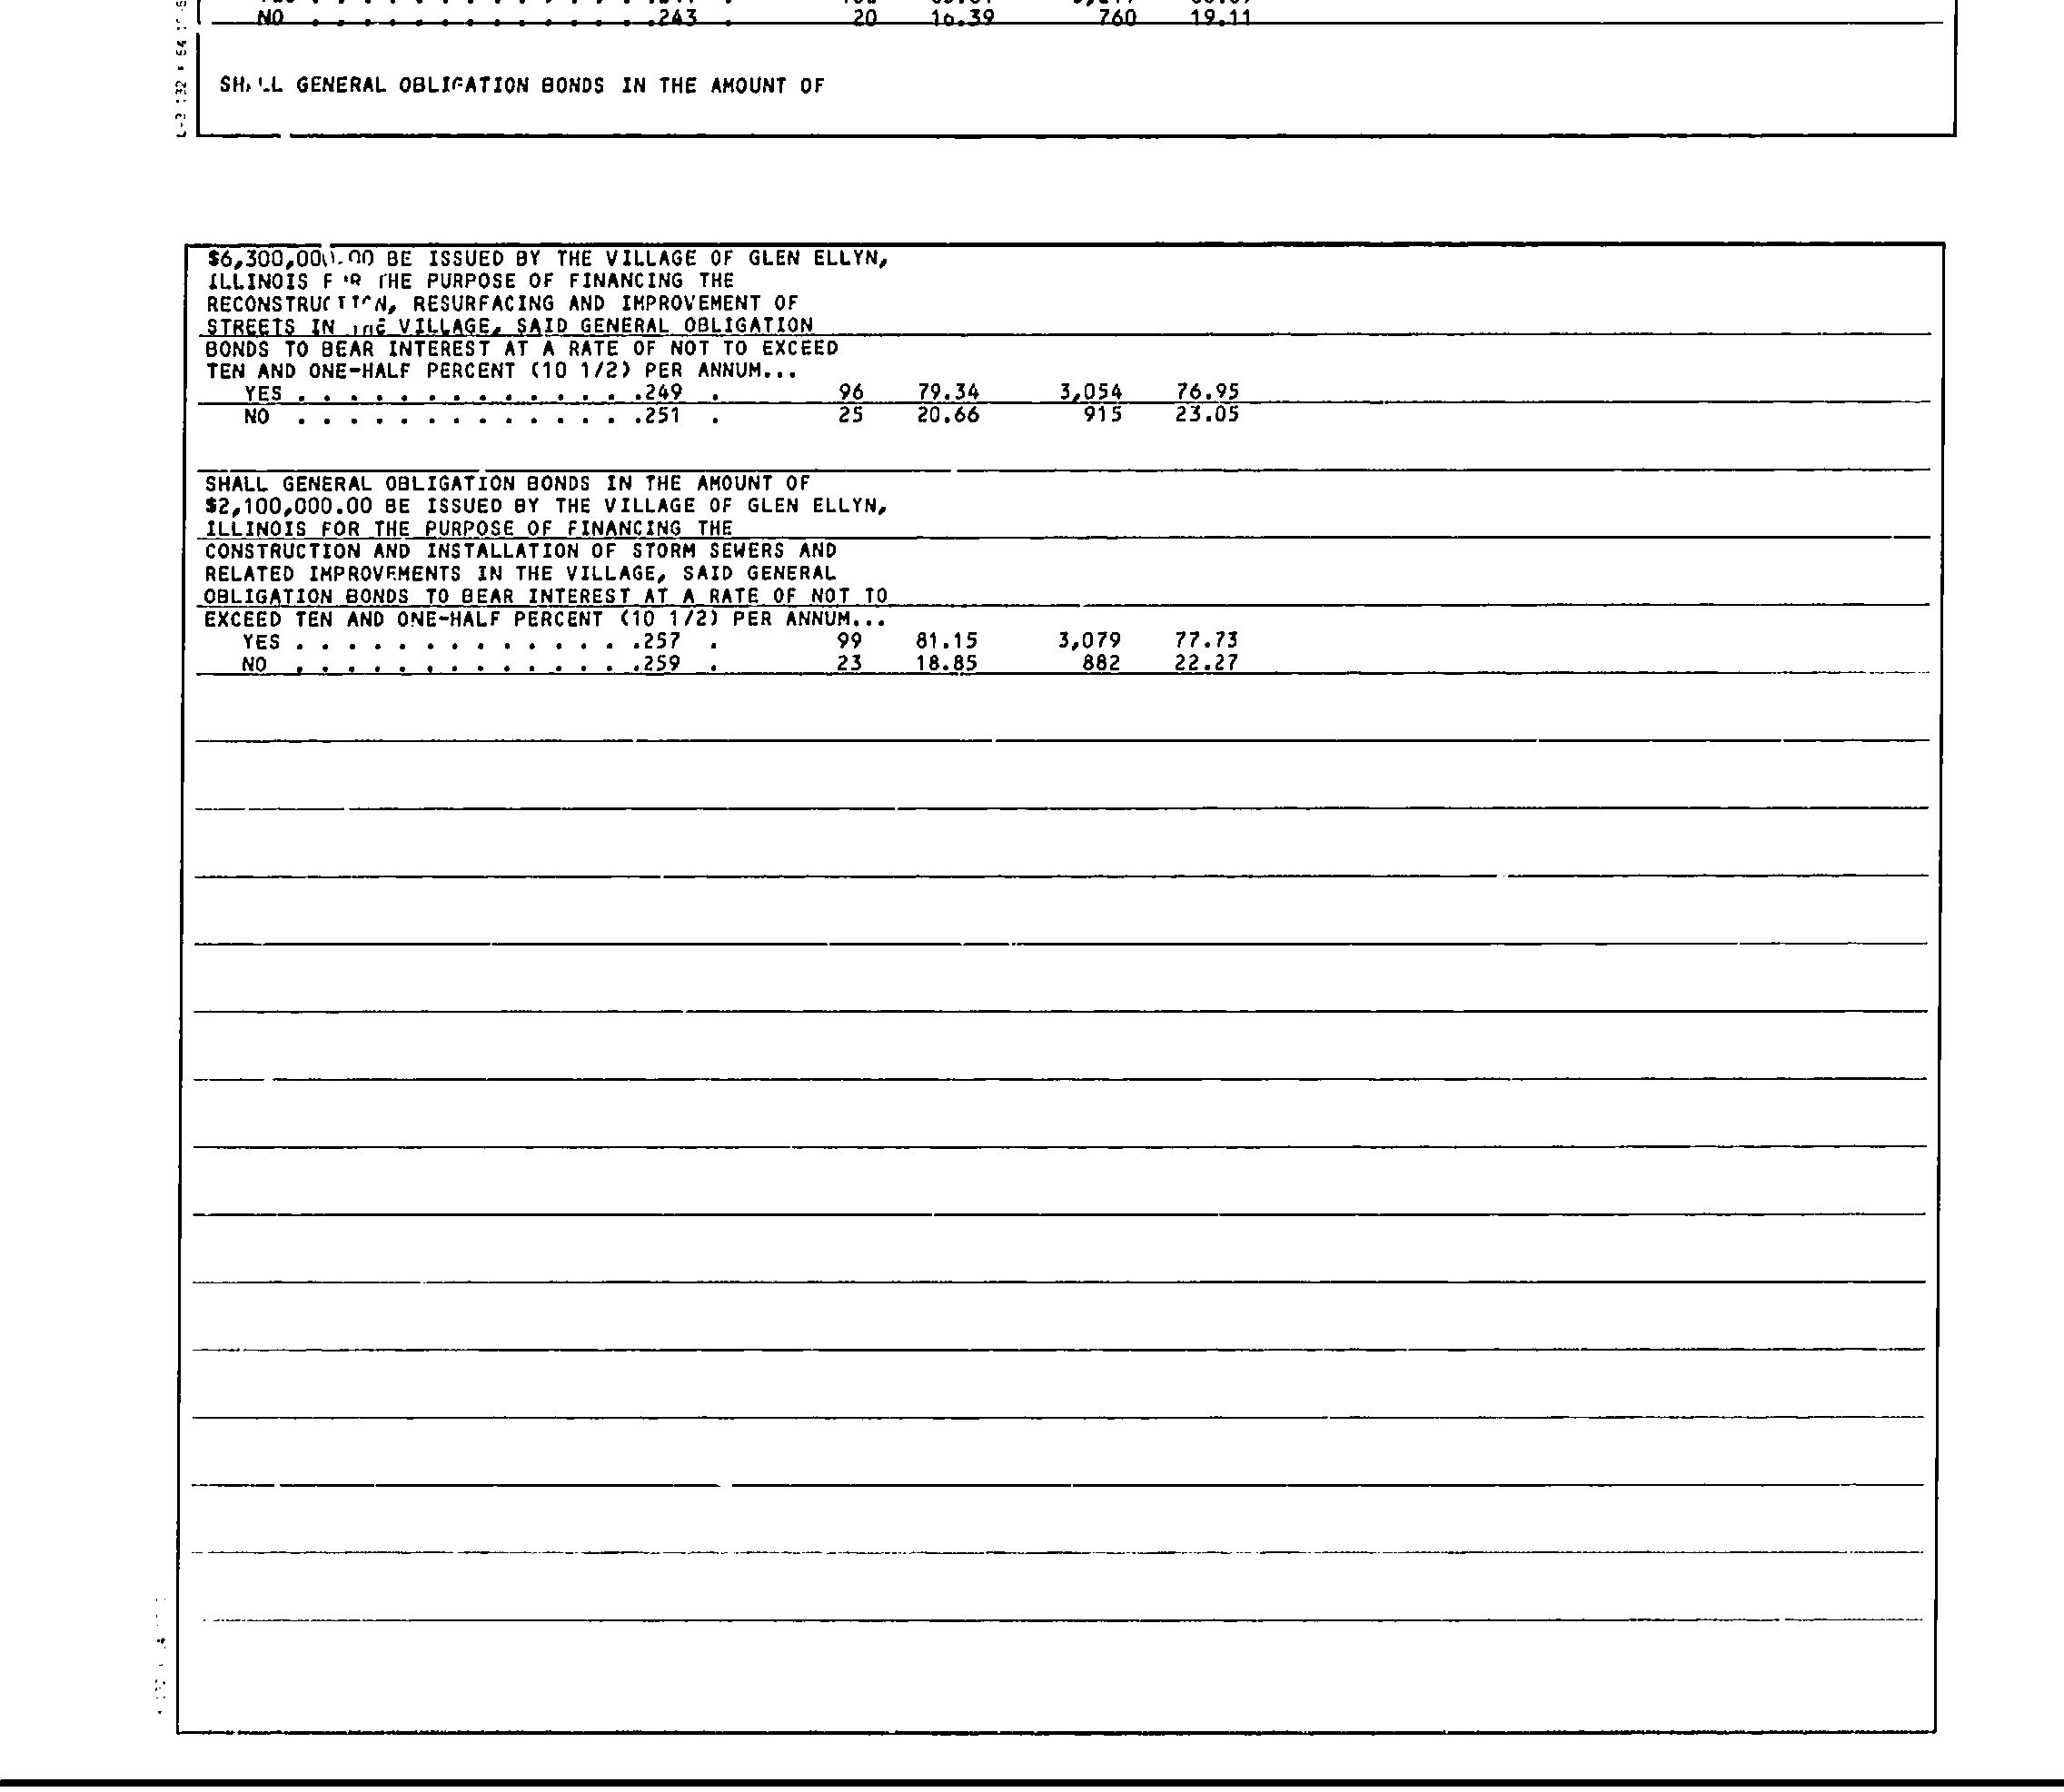 NO . . . . . . . . . . . . . .243 . 20 16.39 760 19.11
GENERAL OBLIGATION BONDS IN THE AMOUNT OF
$6,300,000.00 BE ISSUED BY THE VILLAGE OF GLEN ELLYN,
ILLINOIS FOR THE PURPOSE OF FINANCING THE
RECONSTRUCTION, RESURFACING AND IMPROVEMENT OF
STREETS IN THE VILLAGE, SAID GENERAL OBLIGATION
BONDS TO BEAR INTEREST AT A RATE OF NOT TO EXCEED
TEN AND ONE-HALF PERCENT (10 1/2) PER ANNUM...
YES . . . . . . . . . . . . . .249 . 96 79.34 3,054 76.95
NO . . . . . . . . . . . . . .251 . 25 20.66 915 23.05
SHALL GENERAL OBLIGATION BONDS IN THE AMOUNT OF
$2,100,000.00 BE ISSUED BY THE VILLAGE OF GLEN ELLYN,
ILLINOIS FOR THE PURPOSE OF FINANCING THE
CONSTRUCTION AND INSTALLATION OF STORM SEWERS AND
RELATED IMPROVEMENTS IN THE VILLAGE, SAID GENERAL
OBLIGATION BONDS TO BEAR INTEREST AT A RATE OF NOT TO
EXCEED TEN AND ONE-HALF PERCENT (10 1/2) PER ANNUM...
YES . . . . . . . . . . . . . .257 . 99 81.15 3,079 77.73
NO . . . . . . . . . . . . . .259 . 23 18.85 882 22.27